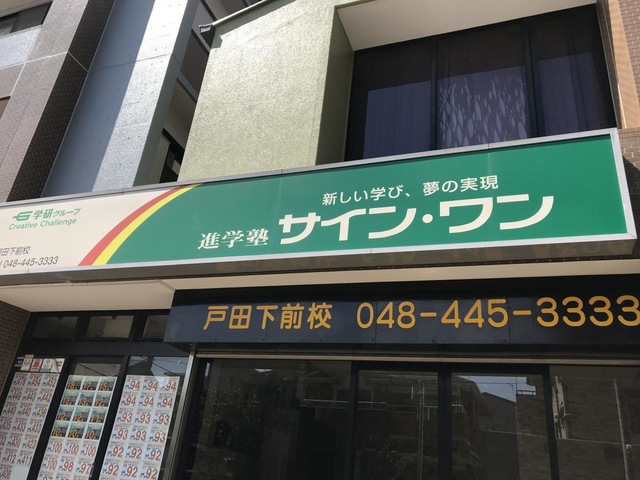 学研グループ
Creative Challenge
戸田下前校
048-445-3333
新しい学び、夢の実現
進学塾 サイン・ワン
戸田下前校 048-445-3333